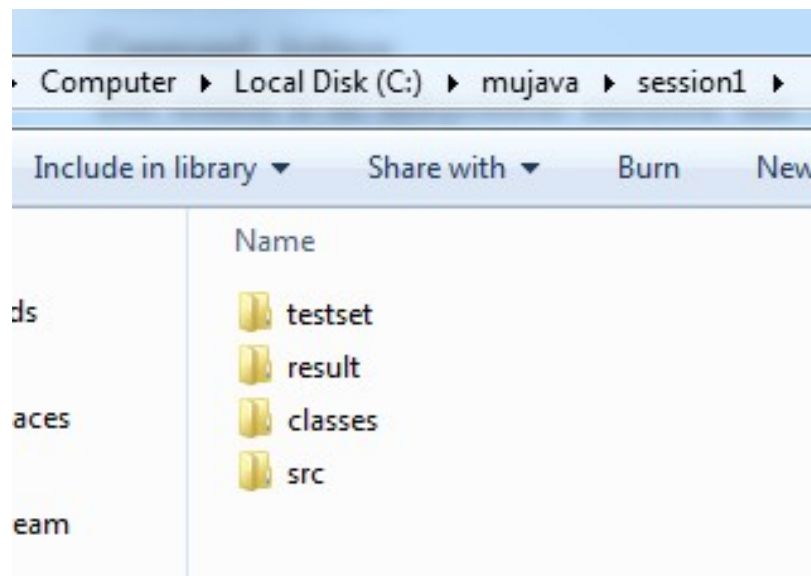 Computer Local Disk (C:) mujava session1
Include in library Share with Burn New
Name
ds
testset
result
aces
classes
src
eam